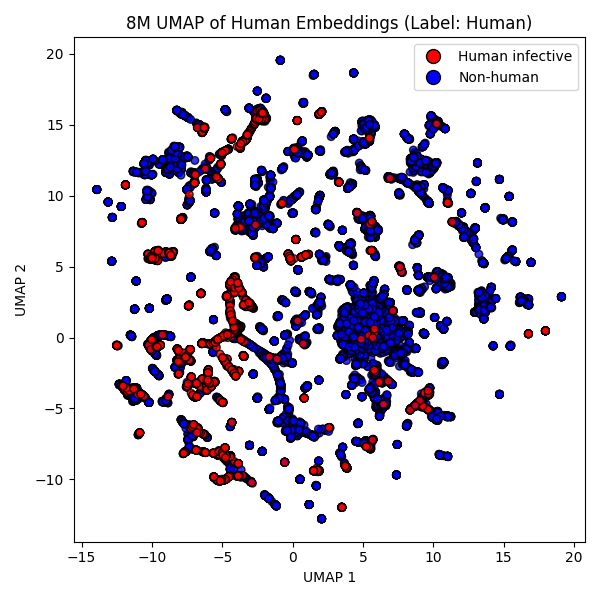 8M UMAP of Human Embeddings (Label: Human)
Human infective
Non-human
20
15
10
5
0
−5
−10
UMAP 2
−15 −10 −5 0 5 10 15 20
UMAP 1